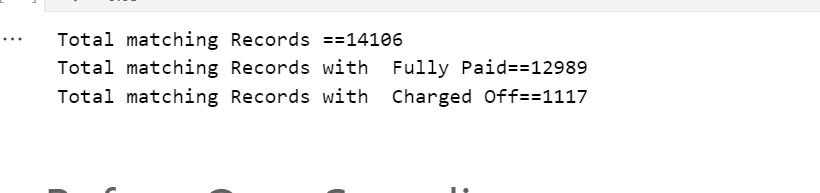 ...
Total matching Records ==14106
Total matching Records with  Fully Paid==12989
Total matching Records with  Charged Off==1117